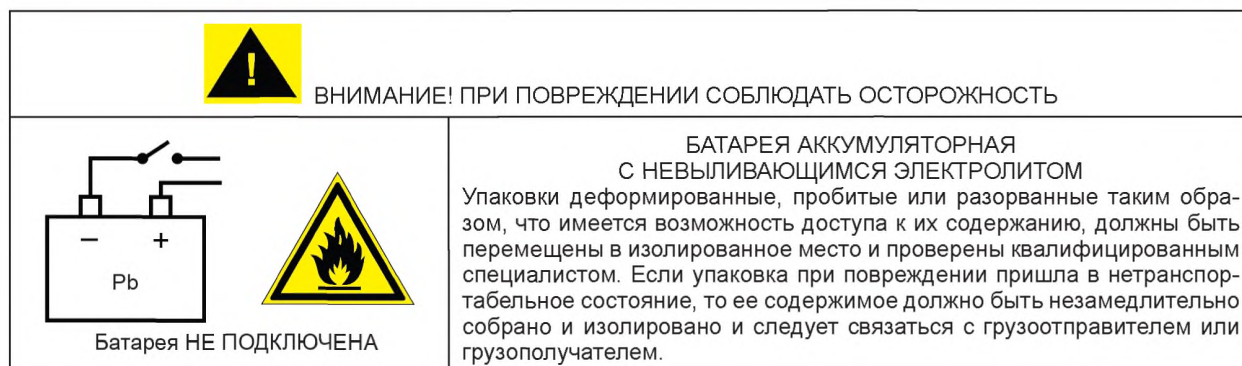 !
ВНИМАНИЕ! ПРИ ПОВРЕЖДЕНИИ СОБЛЮДАТЬ ОСТОРОЖНОСТЬ
− +
Pb
Батарея НЕ ПОДКЛЮЧЕНА
БАТАРЕЯ АККУМУЛЯТОРНАЯ
С НЕВЫЛИВАЮЩИМСЯ ЭЛЕКТРОЛИТОМ
Упаковки деформированные, пробитые или разорванные таким обра-
зом, что имеется возможность доступа к их содержанию, должны быть
перемещены в изолированное место и проверены квалифицированным
специалистом. Если упаковка при повреждении пришла в нетранспор-
табельное состояние, то ее содержимое должно быть незамедлительно
собрано и изолировано и следует связаться с грузоотправителем или
грузополучателем.